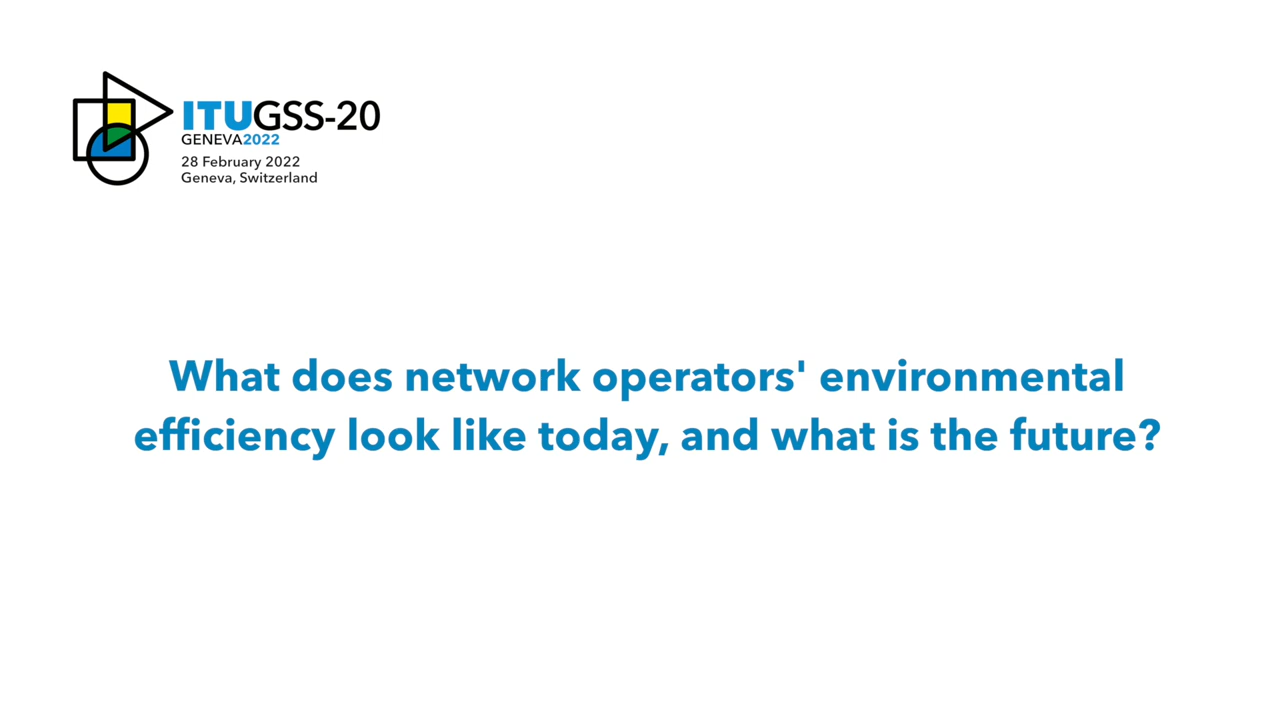 ITUGSS-20
GENEVA2022
28 February 2022
Geneva, Switzerland
What does network operators' environmental
efficiency look like today, and what is the future?